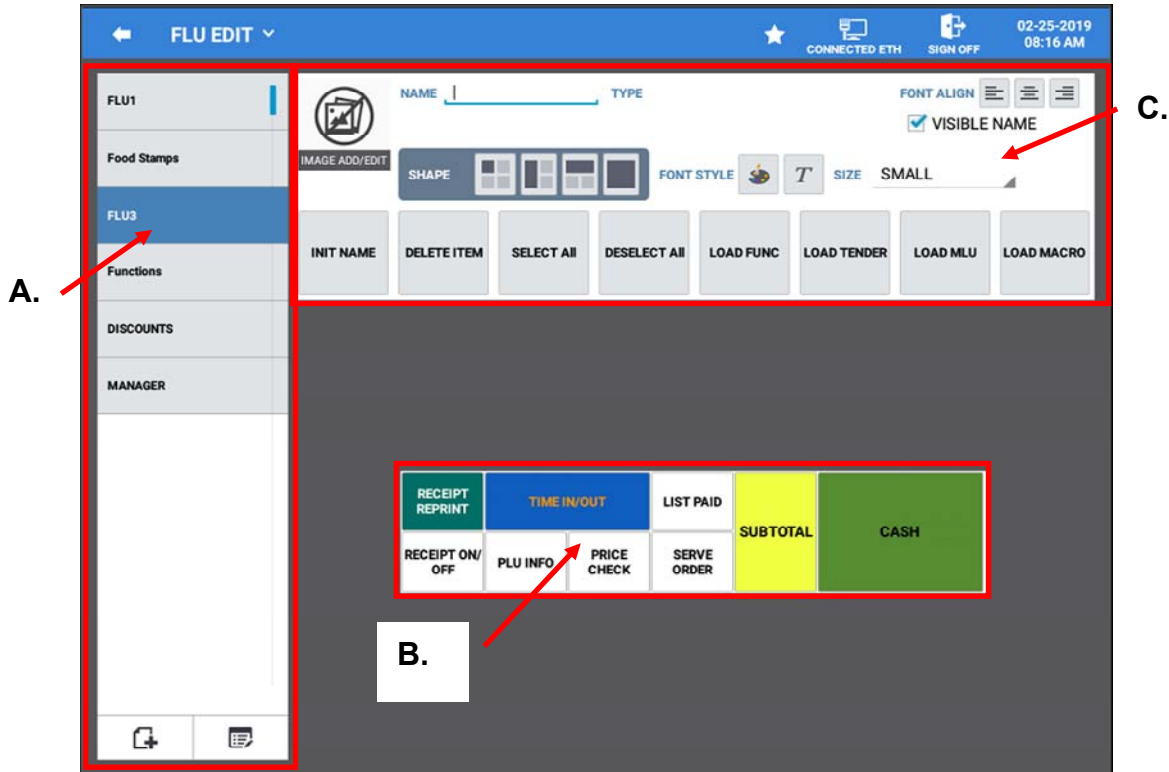 FLU EDIT
CONNECTED ETH
SIGN OFF
02-25-2019
08:16 AM
FLU1
Food Stamps
FLU3
Functions
DISCOUNTS
MANAGER
A.
IMAGE ADD/EDIT
NAME
TYPE
FONT ALIGN
VISIBLE NAME
SHAPE
FONT STYLE
T
SIZE
SMALL
C.
INIT NAME
DELETE ITEM
SELECT All
DESELECT All
LOAD FUNC
LOAD TENDER
LOAD MLU
LOAD MACRO
RECEIPT
REPRINT
TIME IN/OUT
LIST PAID
SUBTOTAL
CASH
RECEIPT ON/
OFF
PLU INFO
PRICE
CHECK
SERVE
ORDER
B.